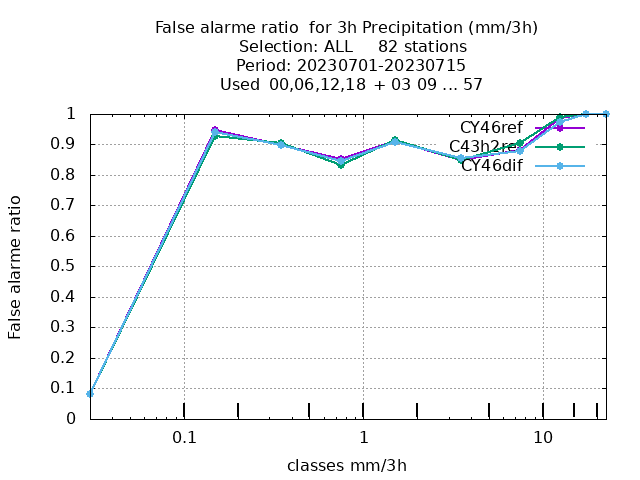 False alarme ratio  for 3h Precipitation (mm/3h)
Selection: ALL     82 stations
Period: 20230701-20230715
Used  00,06,12,18  + 03 09 ... 57
CY46ref
C43h2ref
CY46dif
False alarme ratio
1
0.9
0.8
0.7
0.6
0.5
0.4
0.3
0.2
0.1
0
0.1
1
10
classes mm/3h